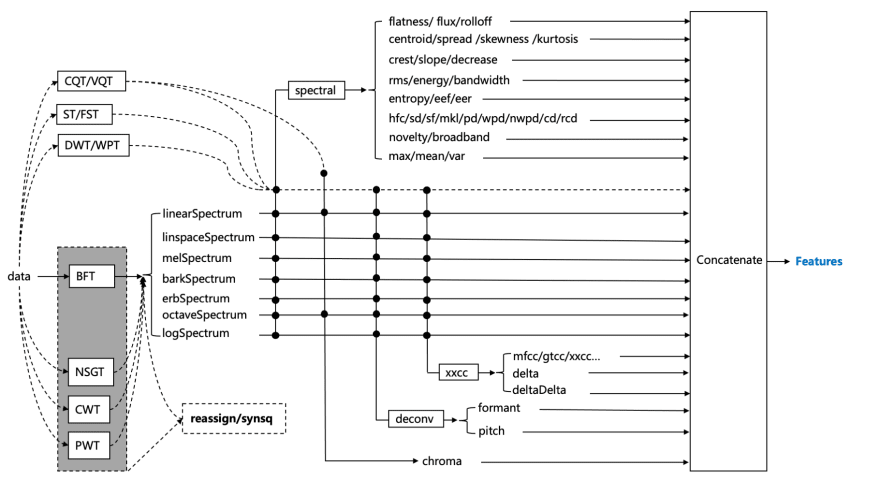 flatness/ flux/rolloff
centroid/spread /skewness /kurtosis
crest/slope/decrease
rms/energy/bandwidth
entropy/eef/eer
hfc/sd/sf/mkl/pd/wpd/nwpd/cd/rcd
novelty/broadband
max/mean/var
spectral
CQT/VQT
ST/FST
DWT/WPT
linearSpectrum
linspaceSpectrum
melSpectrum
barkSpectrum
erbSpectrum
octaveSpectrum
logSpectrum
data
BFT
NSGT
CWT
PWT
reassign/synsq
xxcc
mfcc/gtcc/xxcc...
delta
deltaDelta
deconv
formant
pitch
chroma
Concatenate
Features